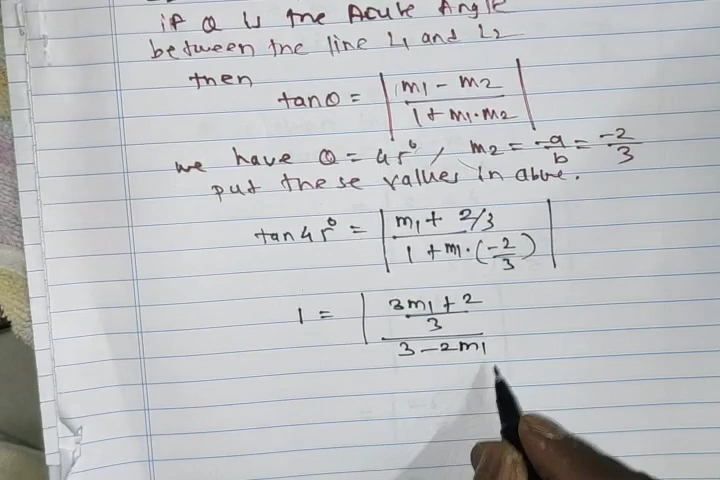 if θ is the Acute Angle
between the line L1 and L2
then
tanθ = | m1 - m2 / 1 + m1·m2 |
we have θ = 45°, m2 = -a/b = -2/3
put these values in above.
tan45° = | m1 + 2/3 / 1 + m1·(-2/3) |
1 = | 3m1 + 2 / 3 / 3 - 2m1